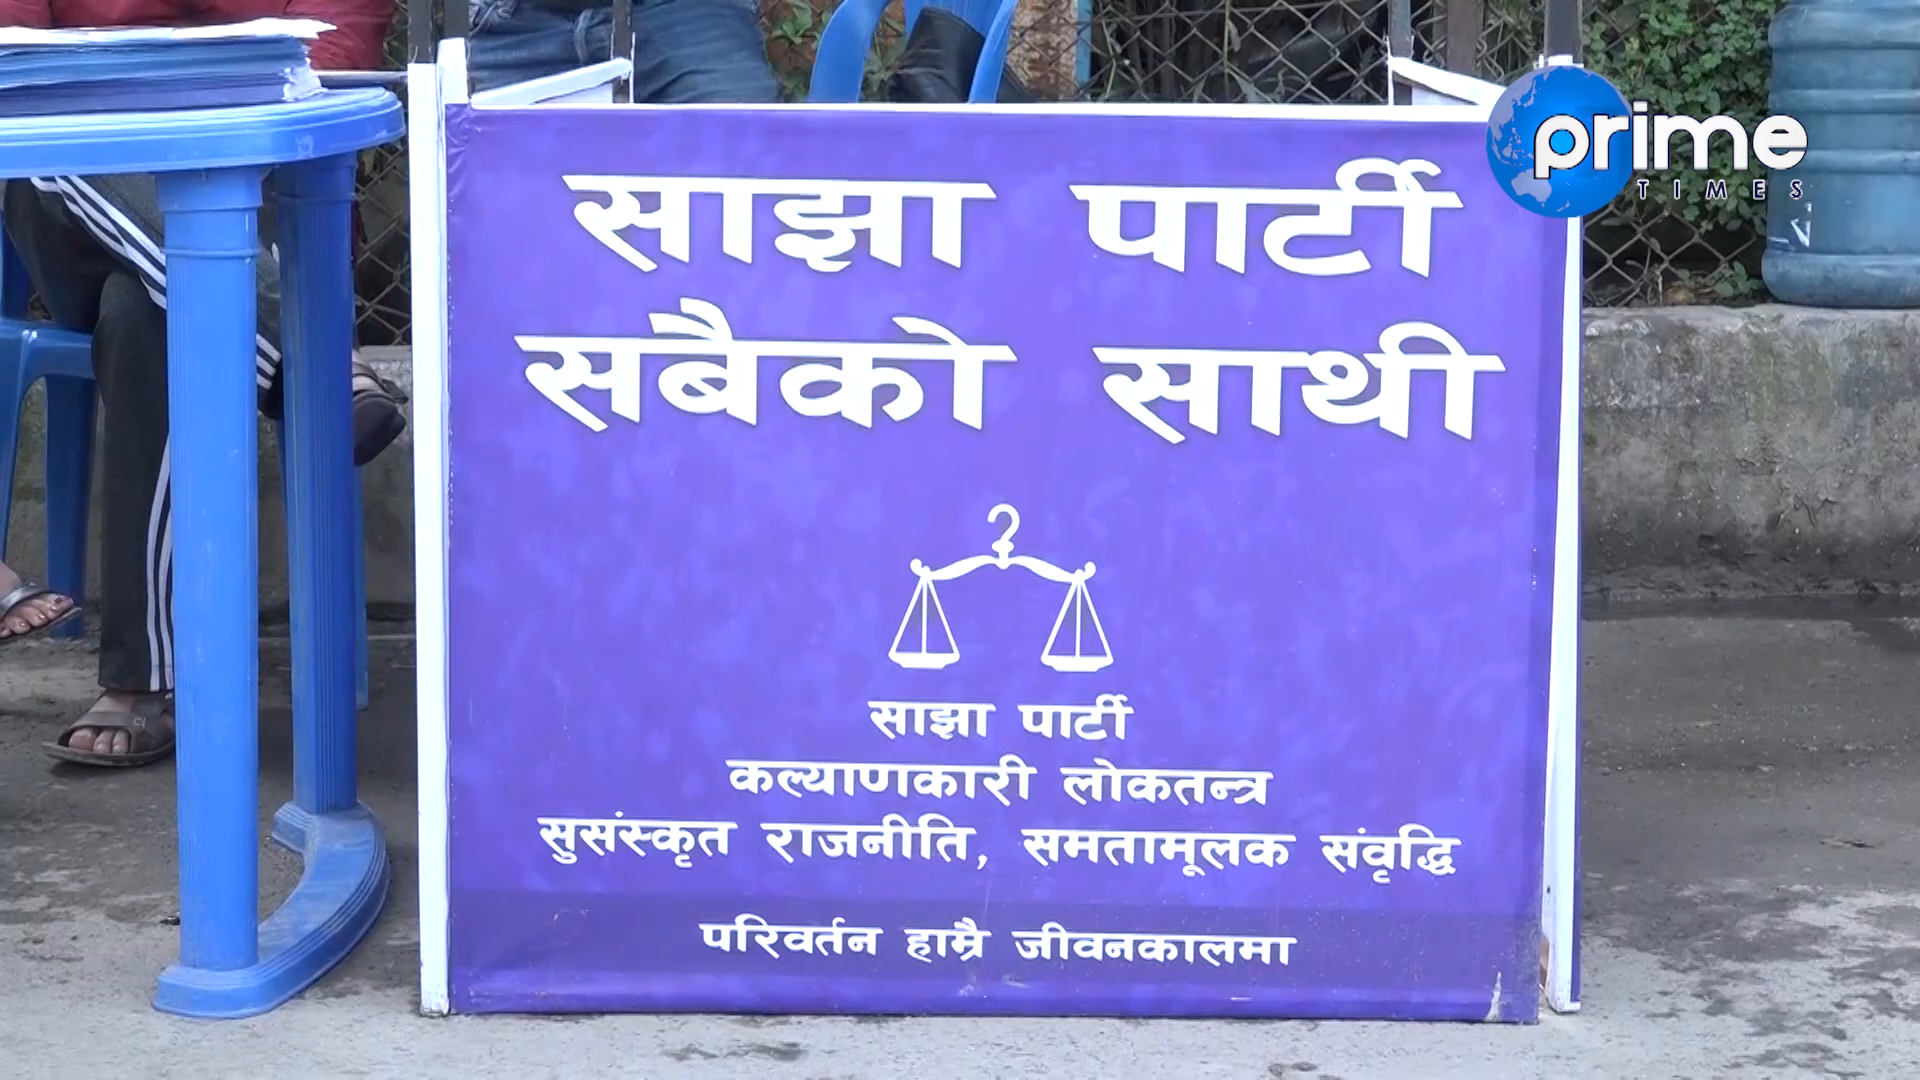 prime
TIMES
साझा पार्टी
सबैको साथी
साझा पार्टी
कल्याणकारी लोकतन्त्र
सुसंस्कृत राजनीति, समतामूलक संवृद्धि
परिवर्तन हाम्रै जीवनकालमा